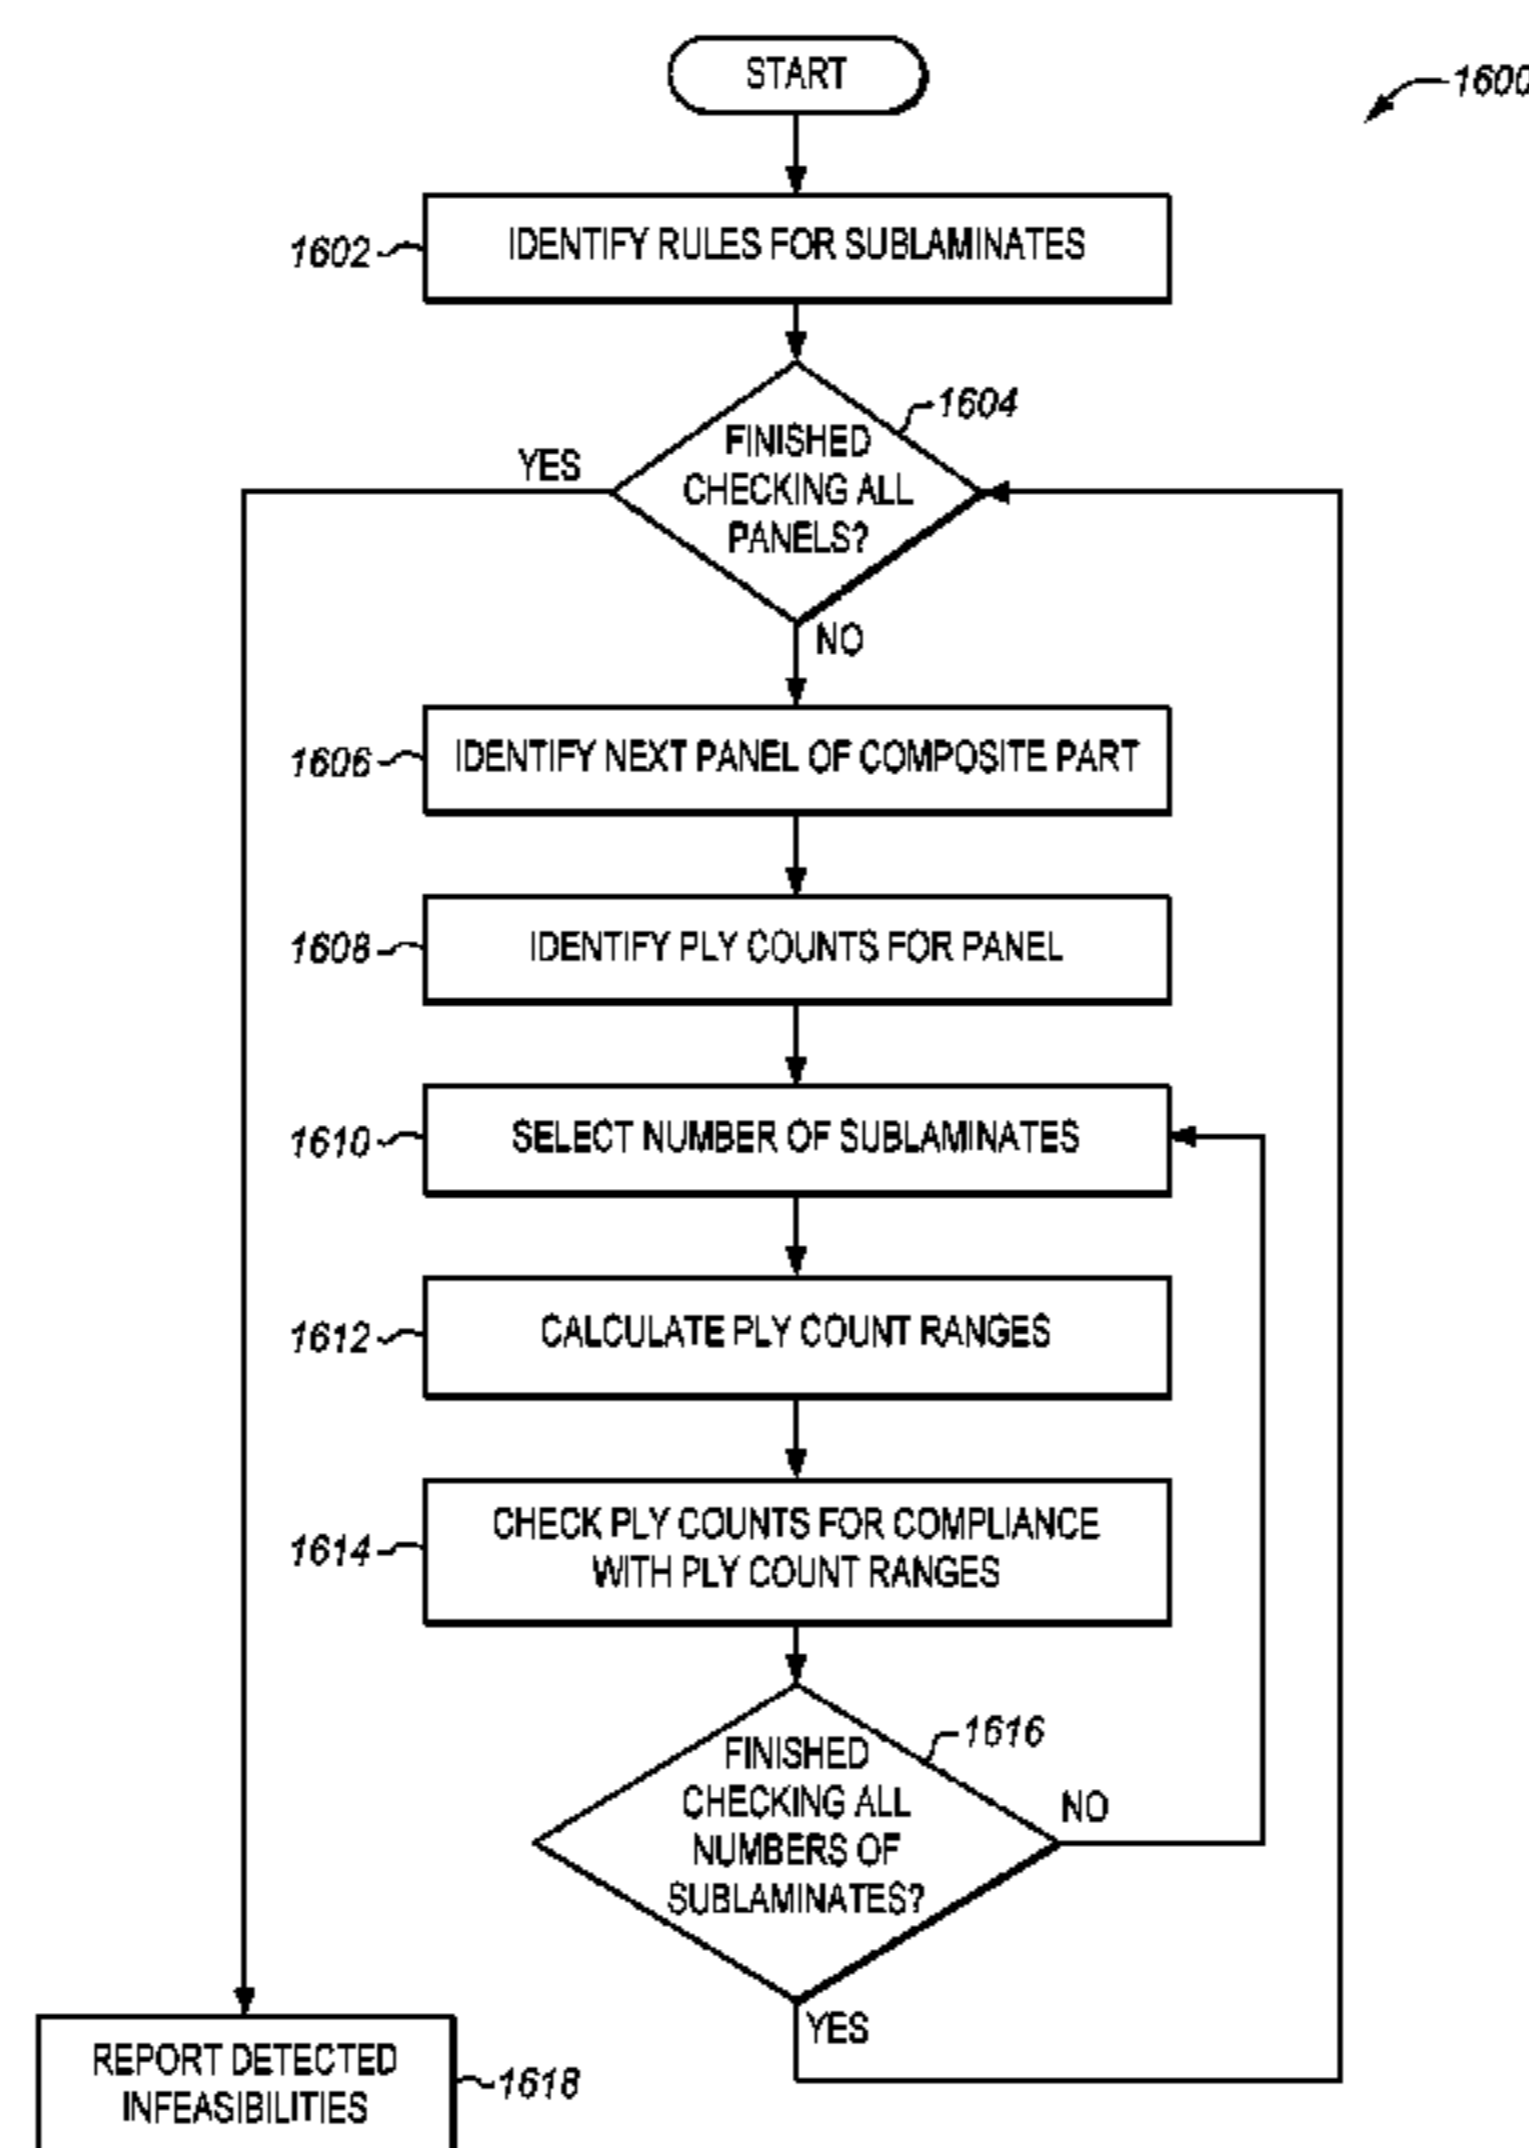 START
1600
1602
IDENTIFY RULES FOR SUBLAMINATES
1604
FINISHED
CHECKING ALL
PANELS?
YES
NO
1606
IDENTIFY NEXT PANEL OF COMPOSITE PART
1608
IDENTIFY PLY COUNTS FOR PANEL
1610
SELECT NUMBER OF SUBLAMINATES
1612
CALCULATE PLY COUNT RANGES
1614
CHECK PLY COUNTS FOR COMPLIANCE
WITH PLY COUNT RANGES
1616
FINISHED
CHECKING ALL
NUMBERS OF
SUBLAMINATES?
NO
YES
REPORT DETECTED
INFEASIBILITIES
1618